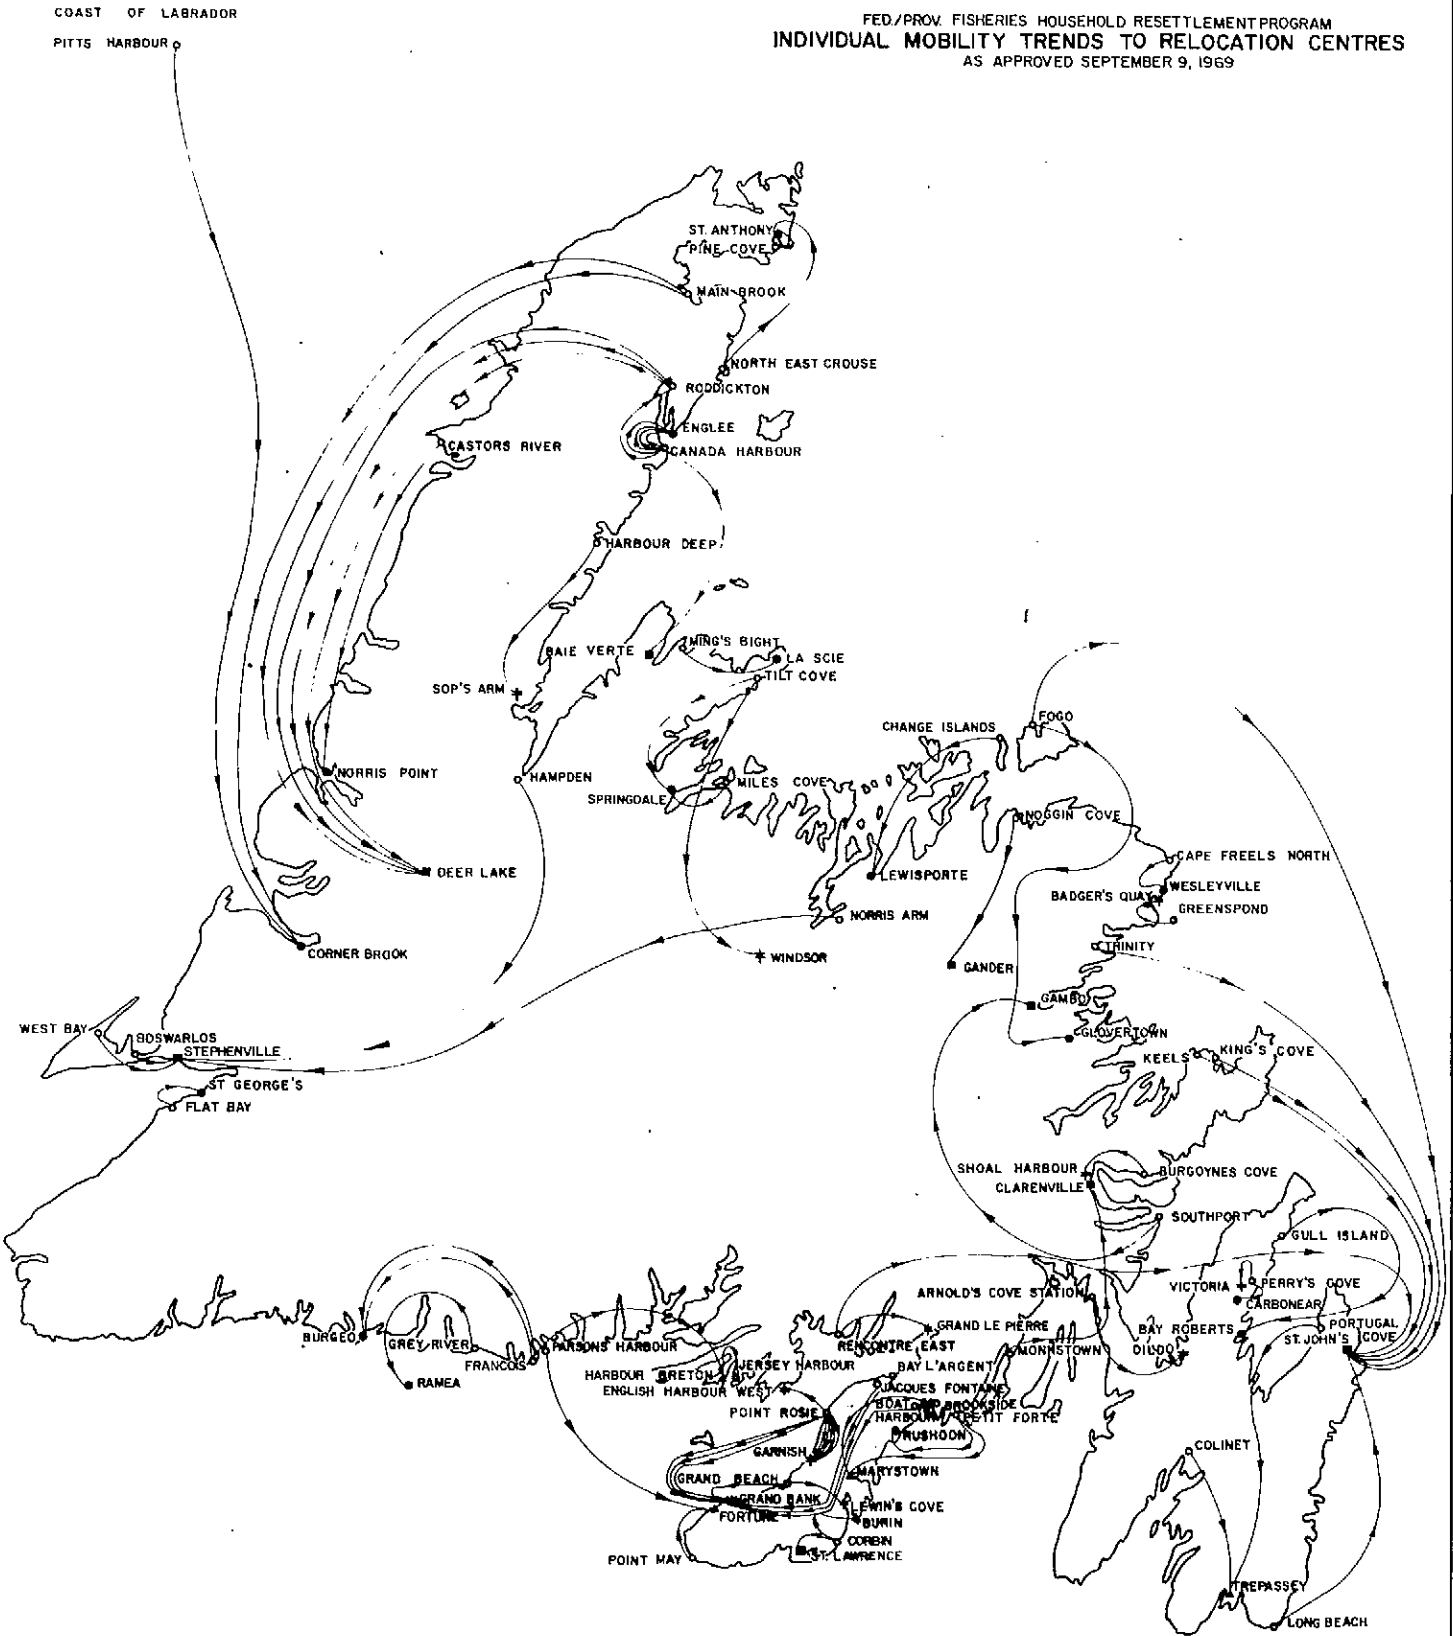 COAST OF LABRADOR
PITTS HARBOUR
FED./PROV. FISHERIES HOUSEHOLD RESETTLEMENT PROGRAM
INDIVIDUAL MOBILITY TRENDS TO RELOCATION CENTRES
AS APPROVED SEPTEMBER 9, 1969
ST. ANTHONY
PINE COVE
MAIN BROOK
NORTH EAST CROUSE
RODDICKTON
ENGLEE
CASTORS RIVER
CANADA HARBOUR
HARBOUR DEEP
MING'S BIGHT
BAIE VERTE
LA SCIE
TILT COVE
SOP'S ARM
FOGO
CHANGE ISLANDS
NORRIS POINT
HAMPDEN
MILES COVE
SPRINGDALE
NOGGIN COVE
CAPE FREELS NORTH
DEER LAKE
LEWISPORTE
WESLEYVILLE
BADGER'S QUAY
GREENSPOND
NORRIS ARM
TRINITY
CORNER BROOK
WINDSOR
GANDER
GAMBO
WEST BAY
BOSWARLOS
GLOVERTOWN
STEPHENVILLE
KEELS
KING'S COVE
ST GEORGE'S
FLAT BAY
SHOAL HARBOUR
BURGOYNES COVE
CLARENVILLE
SOUTHPORT
GULL ISLAND
ARNOLD'S COVE STATION
VICTORIA
PERRY'S COVE
CARBONEAR
GRAND LE PIERRE
BAY ROBERTS
PORTUGAL COVE
BURGEO
GREY RIVER
PARSONS HARBOUR
RENCONTRE EAST
MONKSTOWN
DILDO
ST. JOHN'S
FRANCOIS
JERSEY HARBOUR
BAY L'ARGENT
HARBOUR BRETON
RAMEA
ENGLISH HARBOUR WEST
JACQUES FONTAINE
BOAT HARBOUR
BROOKSIDE
POINT ROSIE
PETIT FORTE
RUSHOON
GARNISH
COLINET
GRAND BEACH
MARYSTOWN
GRAND BANK
LEWIN'S COVE
FORTUNE
BURIN
CORBIN
POINT MAY
ST. LAWRENCE
TREPASSEY
LONG BEACH